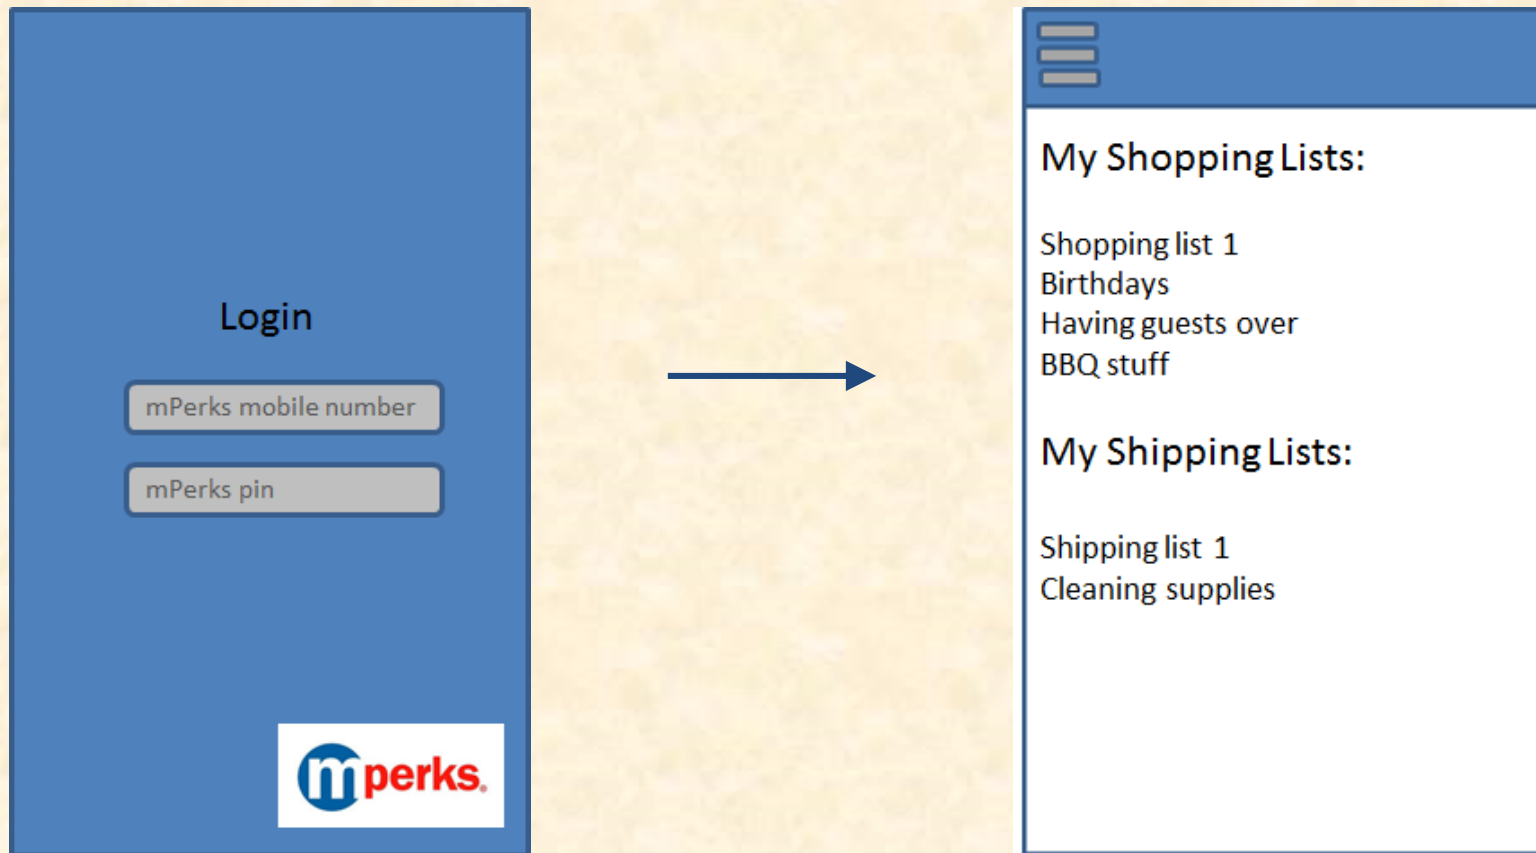 Login
mPerks mobile number
mPerks pin
mperks.
My Shopping Lists:
Shopping list 1
Birthdays
Having guests over
BBQ stuff
My Shipping Lists:
Shipping list 1
Cleaning supplies